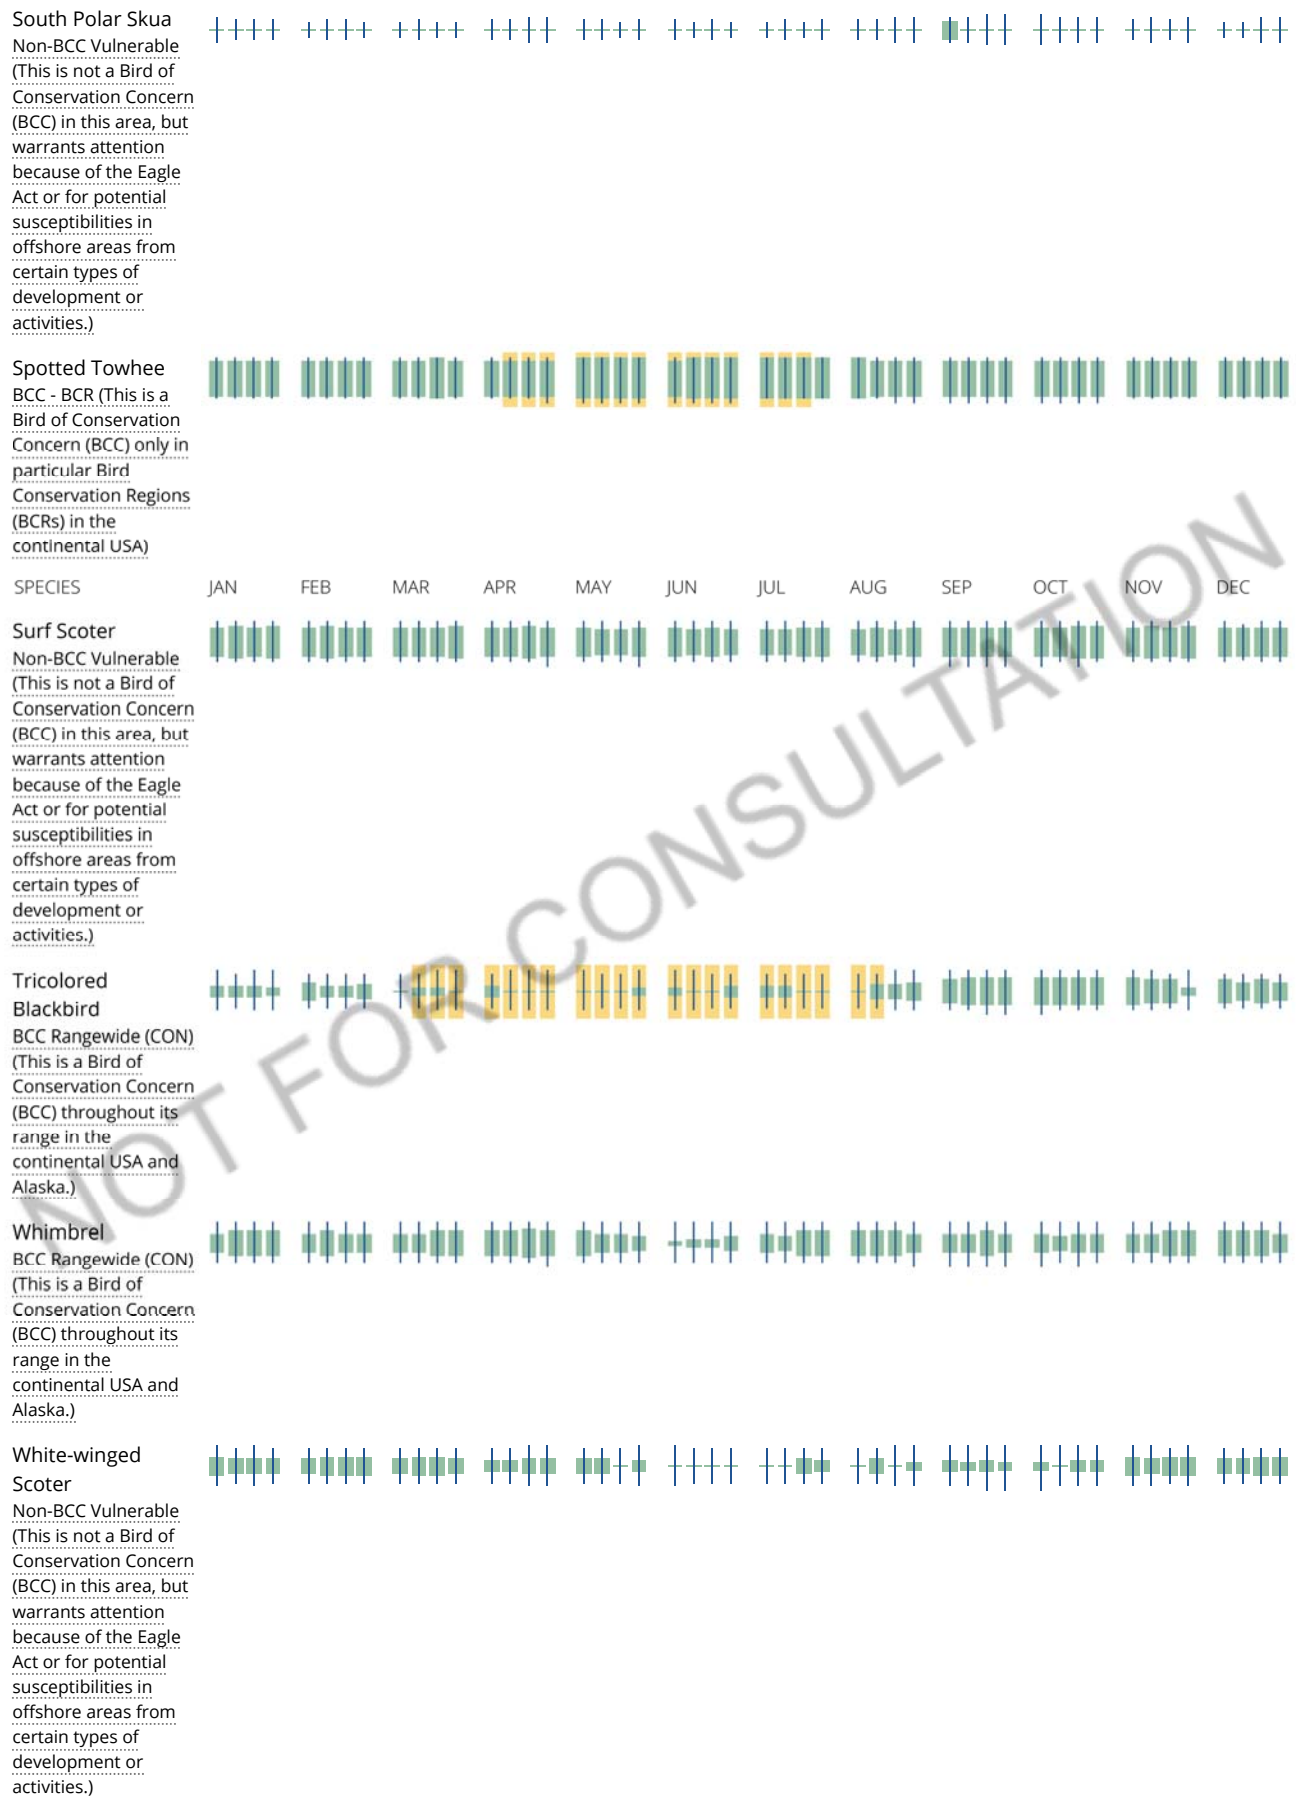 South Polar Skua
Non-BCC Vulnerable
(This is not a Bird of
Conservation Concern
(BCC) in this area, but
warrants attention
because of the Eagle
Act or for potential
susceptibilities in
offshore areas from
certain types of
development or
activities.)
Spotted Towhee
BCC - BCR (This is a
Bird of Conservation
Concern (BCC) only in
particular Bird
Conservation Regions
(BCRs) in the
continental USA)
SPECIES JAN FEB MAR APR MAY JUN JUL AUG SEP OCT NOV DEC
Surf Scoter
Non-BCC Vulnerable
(This is not a Bird of
Conservation Concern
(BCC) in this area, but
warrants attention
because of the Eagle
Act or for potential
susceptibilities in
offshore areas from
certain types of
development or
activities.)
Tricolored
Blackbird
BCC Rangewide (CON)
(This is a Bird of
Conservation Concern
(BCC) throughout its
range in the
continental USA and
Alaska.)
Whimbrel
BCC Rangewide (CON)
(This is a Bird of
Conservation Concern
(BCC) throughout its
range in the
continental USA and
Alaska.)
White-winged
Scoter
Non-BCC Vulnerable
(This is not a Bird of
Conservation Concern
(BCC) in this area, but
warrants attention
because of the Eagle
Act or for potential
susceptibilities in
offshore areas from
certain types of
development or
activities.)
NOT FOR CONSULTATION